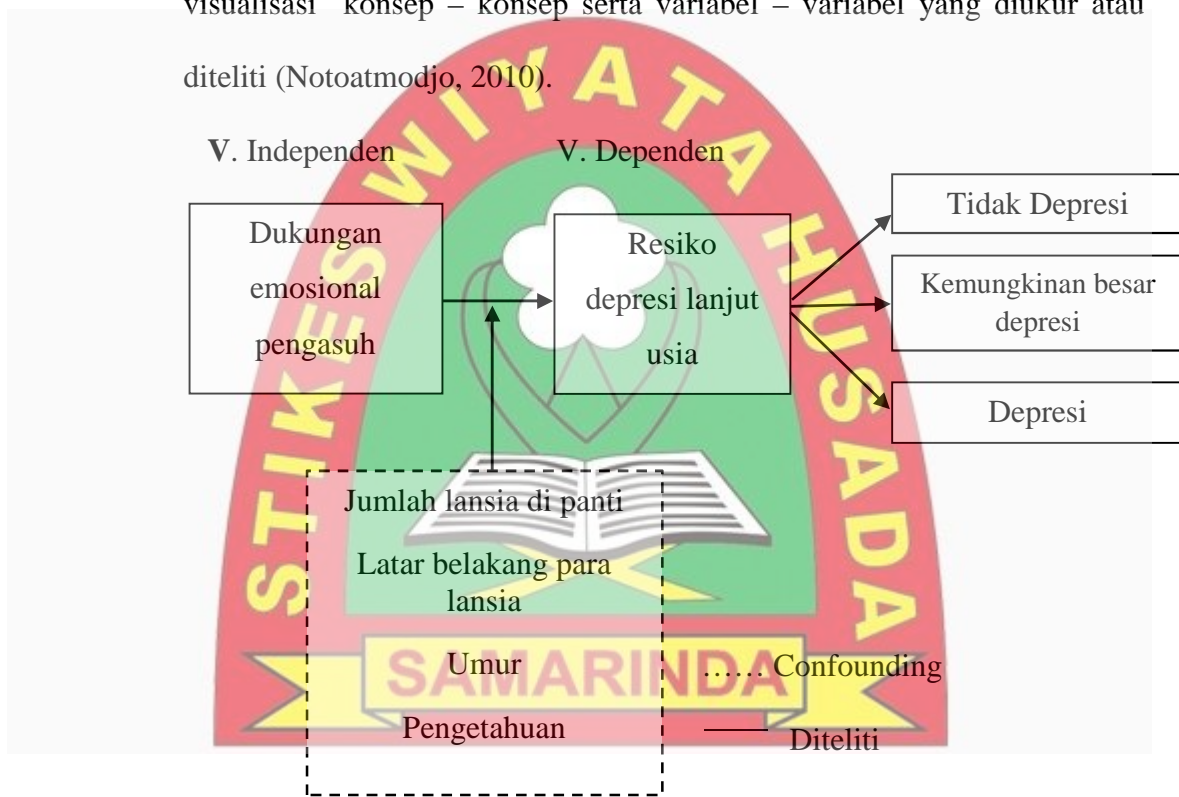 visualisasi konsep – konsep serta variabel – variabel yang diukur atau
diteliti (Notoatmodjo, 2010).
V. Independen V. Dependen
Dukungan
emosional
pengasuh
Resiko
depresi lanjut
usia
Tidak Depresi
Kemungkinan besar
depresi
Depresi
Jumlah lansia di panti
Latar belakang para
lansia
Umur
Pengetahuan
…… Confounding
Diteliti
STIKES WIYATA HUSADA
SAMARINDA